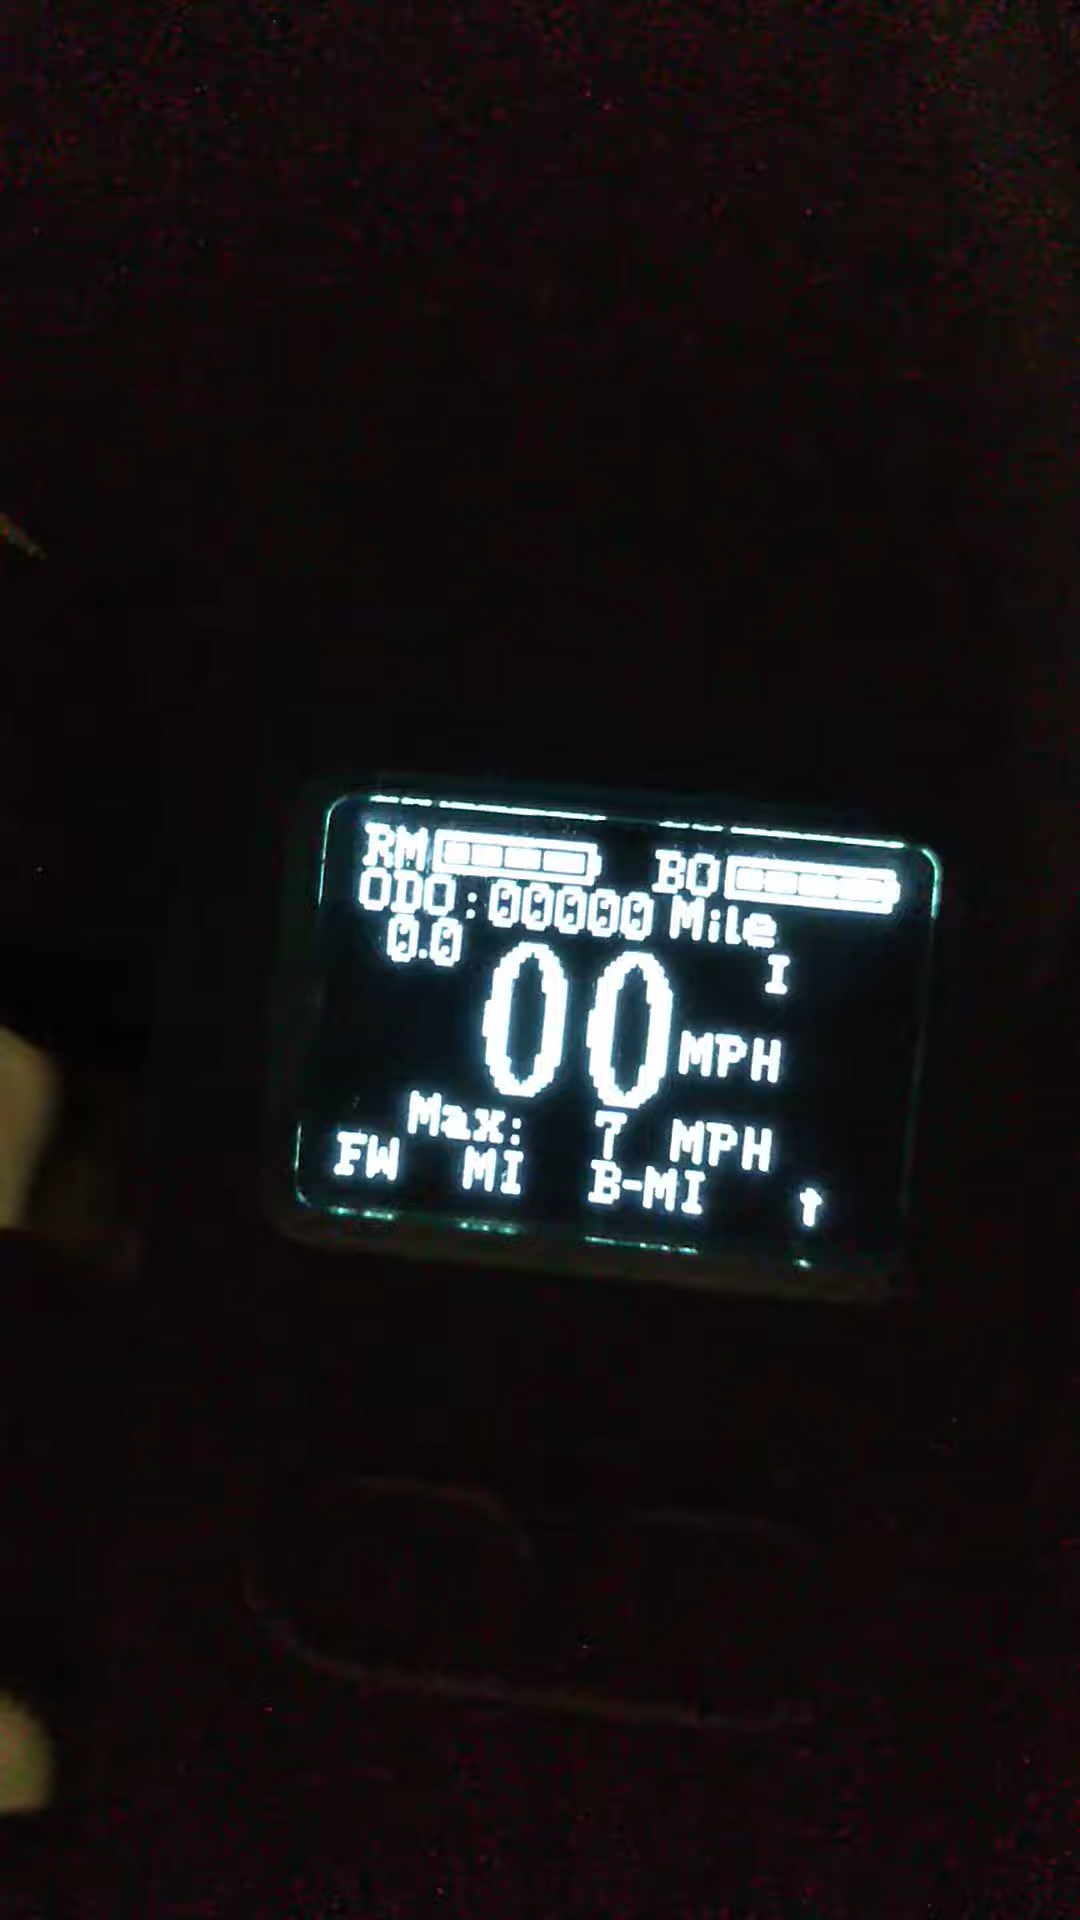 RM BO
ODO:00000 Mile
0.0
I
00 MPH
Max: 7 MPH
FW MI B-MI ↑